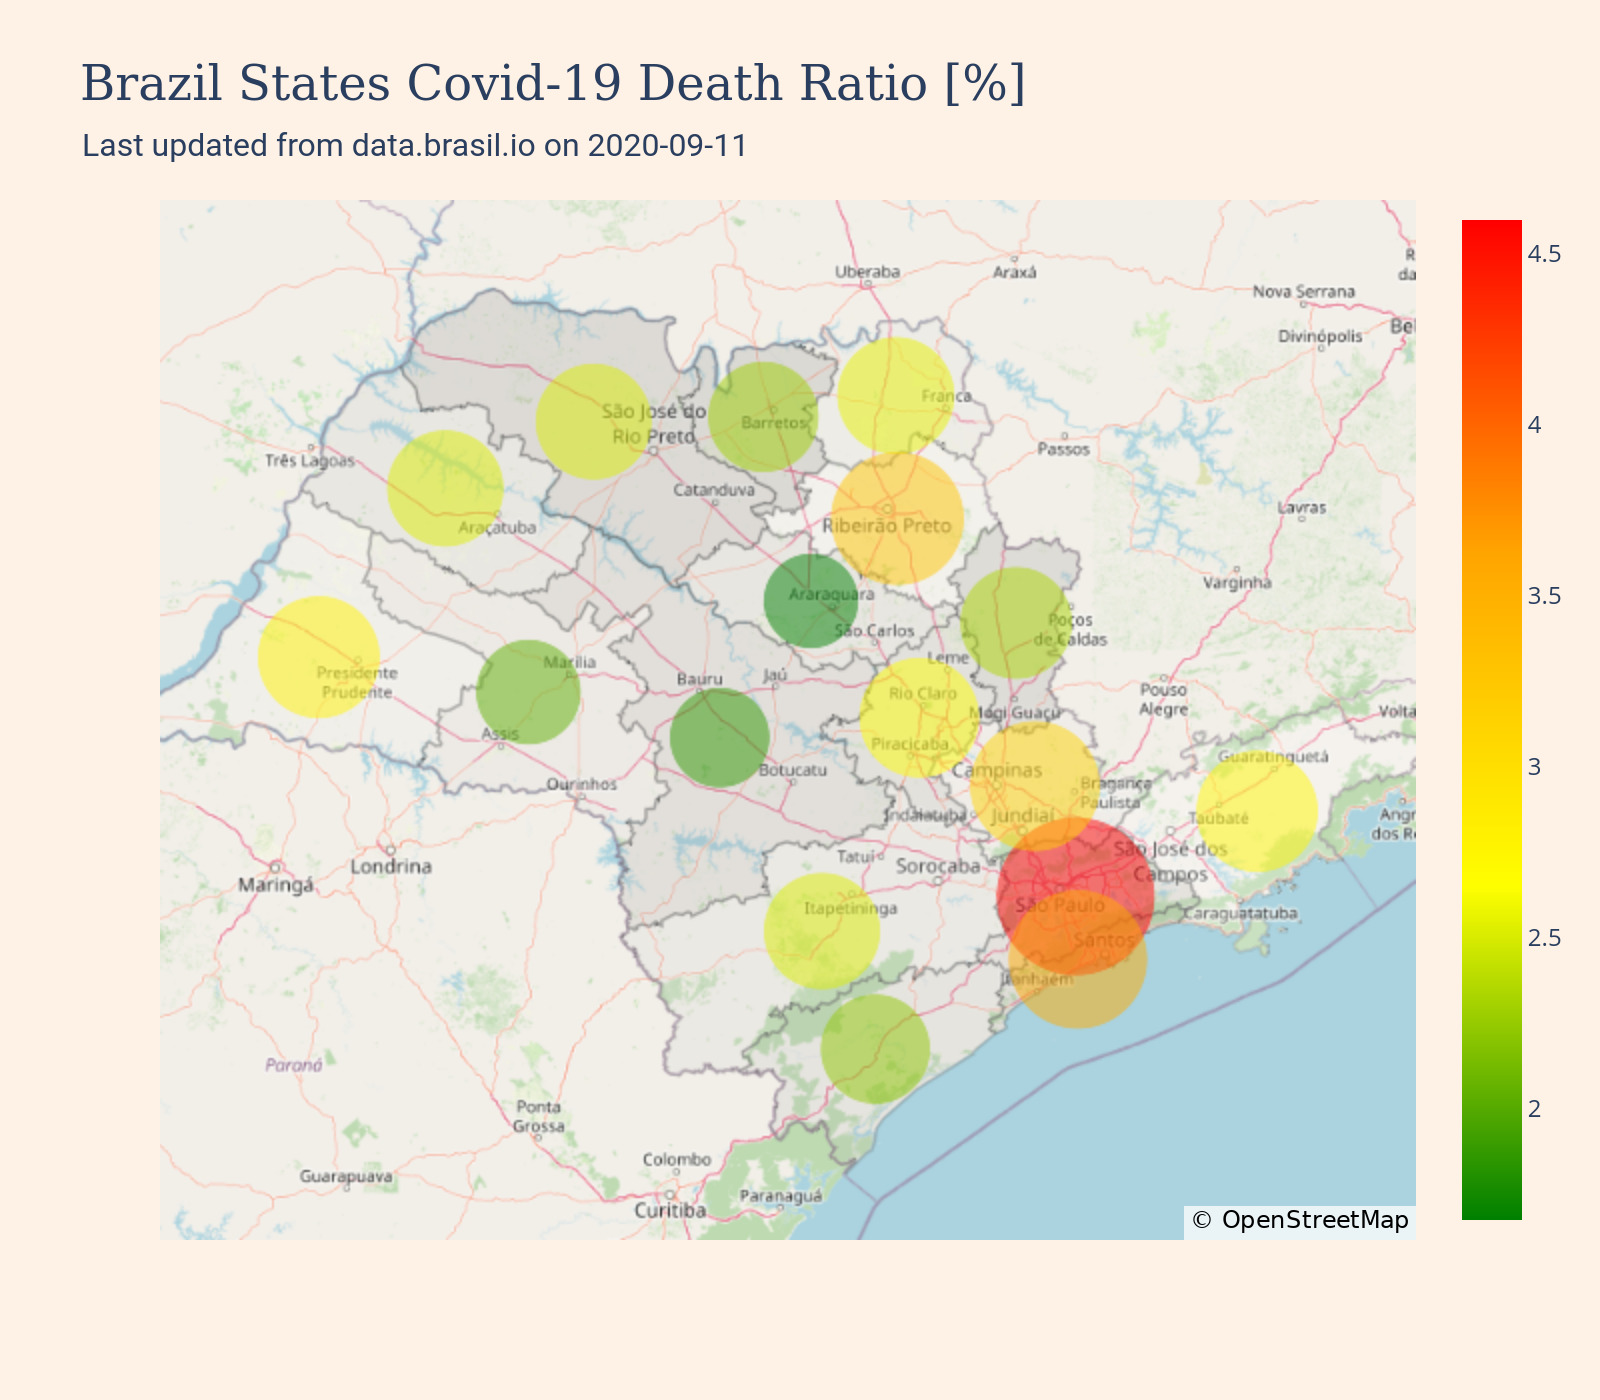 Brazil States Covid-19 Death Ratio [%]
Last updated from data.brasil.io on 2020-09-11
Uberaba
Araxá
Nova Serrana
Divinópolis
Franca
São José do
Rio Preto
Barretos
Passos
Três Lagoas
Catanduva
Araçatuba
Ribeirão Preto
Lavras
Varginha
Araraquara
São Carlos
Poços
de Caldas
Leme
Marília
Presidente
Prudente
Bauru
Jaú
Rio Claro
Mogi Guaçu
Pouso
Alegre
Assis
Piracicaba
Guaratinguetá
Botucatu
Campinas
Ourinhos
Bragança
Paulista
Indaiatuba
Jundiaí
Taubaté
Londrina
Maringá
Tatuí
Sorocaba
São José dos
Campos
Itapetininga
São Paulo
Caraguatatuba
Santos
Itanhaém
Paraná
Ponta
Grossa
Guarapuava
Colombo
Curitiba
Paranaguá
© OpenStreetMap
4.5
4
3.5
3
2.5
2